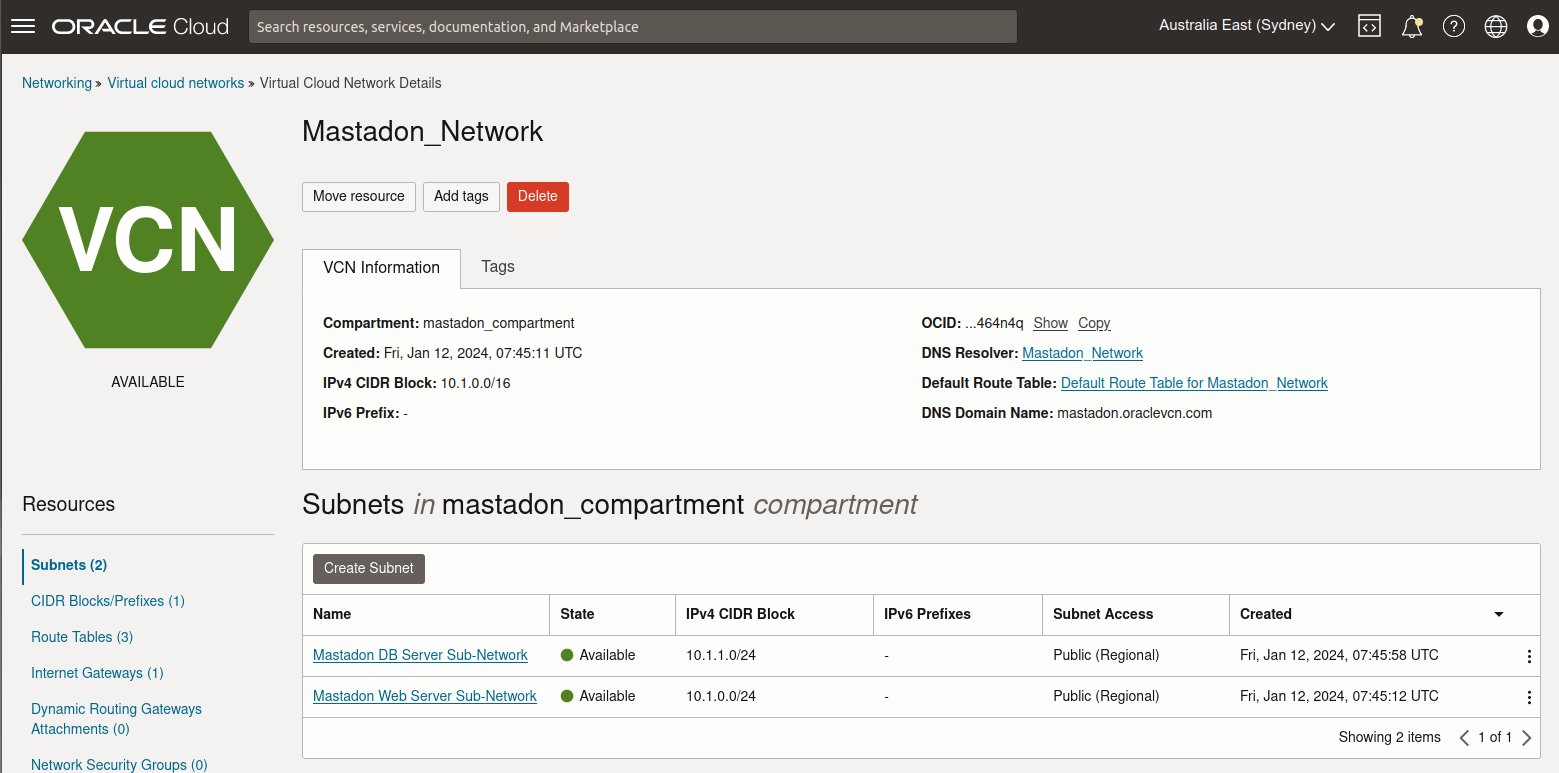 ORACLE Cloud
Search resources, services, documentation, and Marketplace
Australia East (Sydney)
Networking » Virtual cloud networks » Virtual Cloud Network Details
VCN
AVAILABLE
Mastadon_Network
Move resource Add tags Delete
VCN Information Tags
Compartment: mastadon_compartment
Created: Fri, Jan 12, 2024, 07:45:11 UTC
IPv4 CIDR Block: 10.1.0.0/16
IPv6 Prefix: -
OCID: ...464n4q Show Copy
DNS Resolver: Mastadon_Network
Default Route Table: Default Route Table for Mastadon_Network
DNS Domain Name: mastadon.oraclevcn.com
Resources
Subnets (2)
CIDR Blocks/Prefixes (1)
Route Tables (3)
Internet Gateways (1)
Dynamic Routing Gateways
Attachments (0)
Network Security Groups (0)
Subnets in mastadon_compartment compartment
Create Subnet
Name State IPv4 CIDR Block IPv6 Prefixes Subnet Access Created
Mastadon DB Server Sub-Network Available 10.1.1.0/24 - Public (Regional) Fri, Jan 12, 2024, 07:45:58 UTC
Mastadon Web Server Sub-Network Available 10.1.0.0/24 - Public (Regional) Fri, Jan 12, 2024, 07:45:12 UTC
Showing 2 items 1 of 1